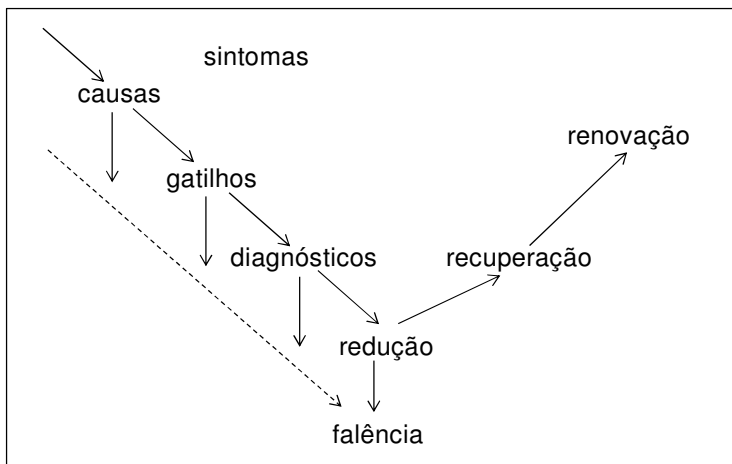 sintomas
causas
renovação
gatilhos
diagnósticos
recuperação
redução
falência